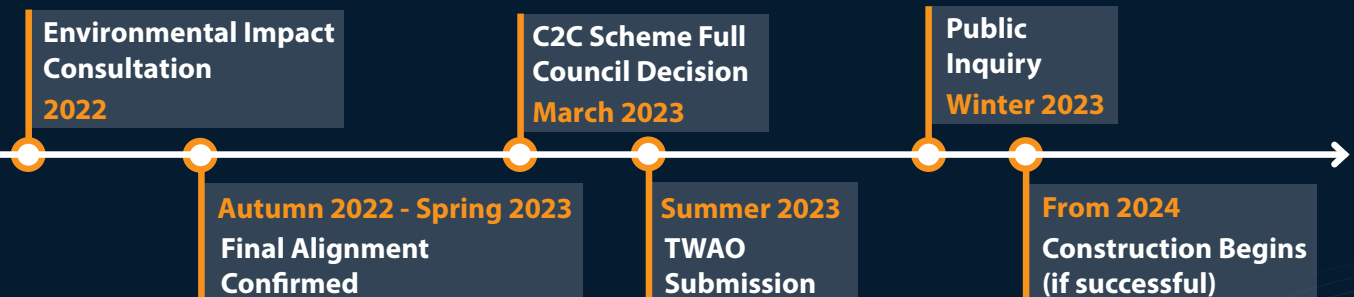 Environmental Impact
Consultation
2022
Autumn 2022 - Spring 2023
Final Alignment
Confirmed
C2C Scheme Full
Council Decision
March 2023
Summer 2023
TWAO
Submission
Public
Inquiry
Winter 2023
From 2024
Construction Begins
(if successful)